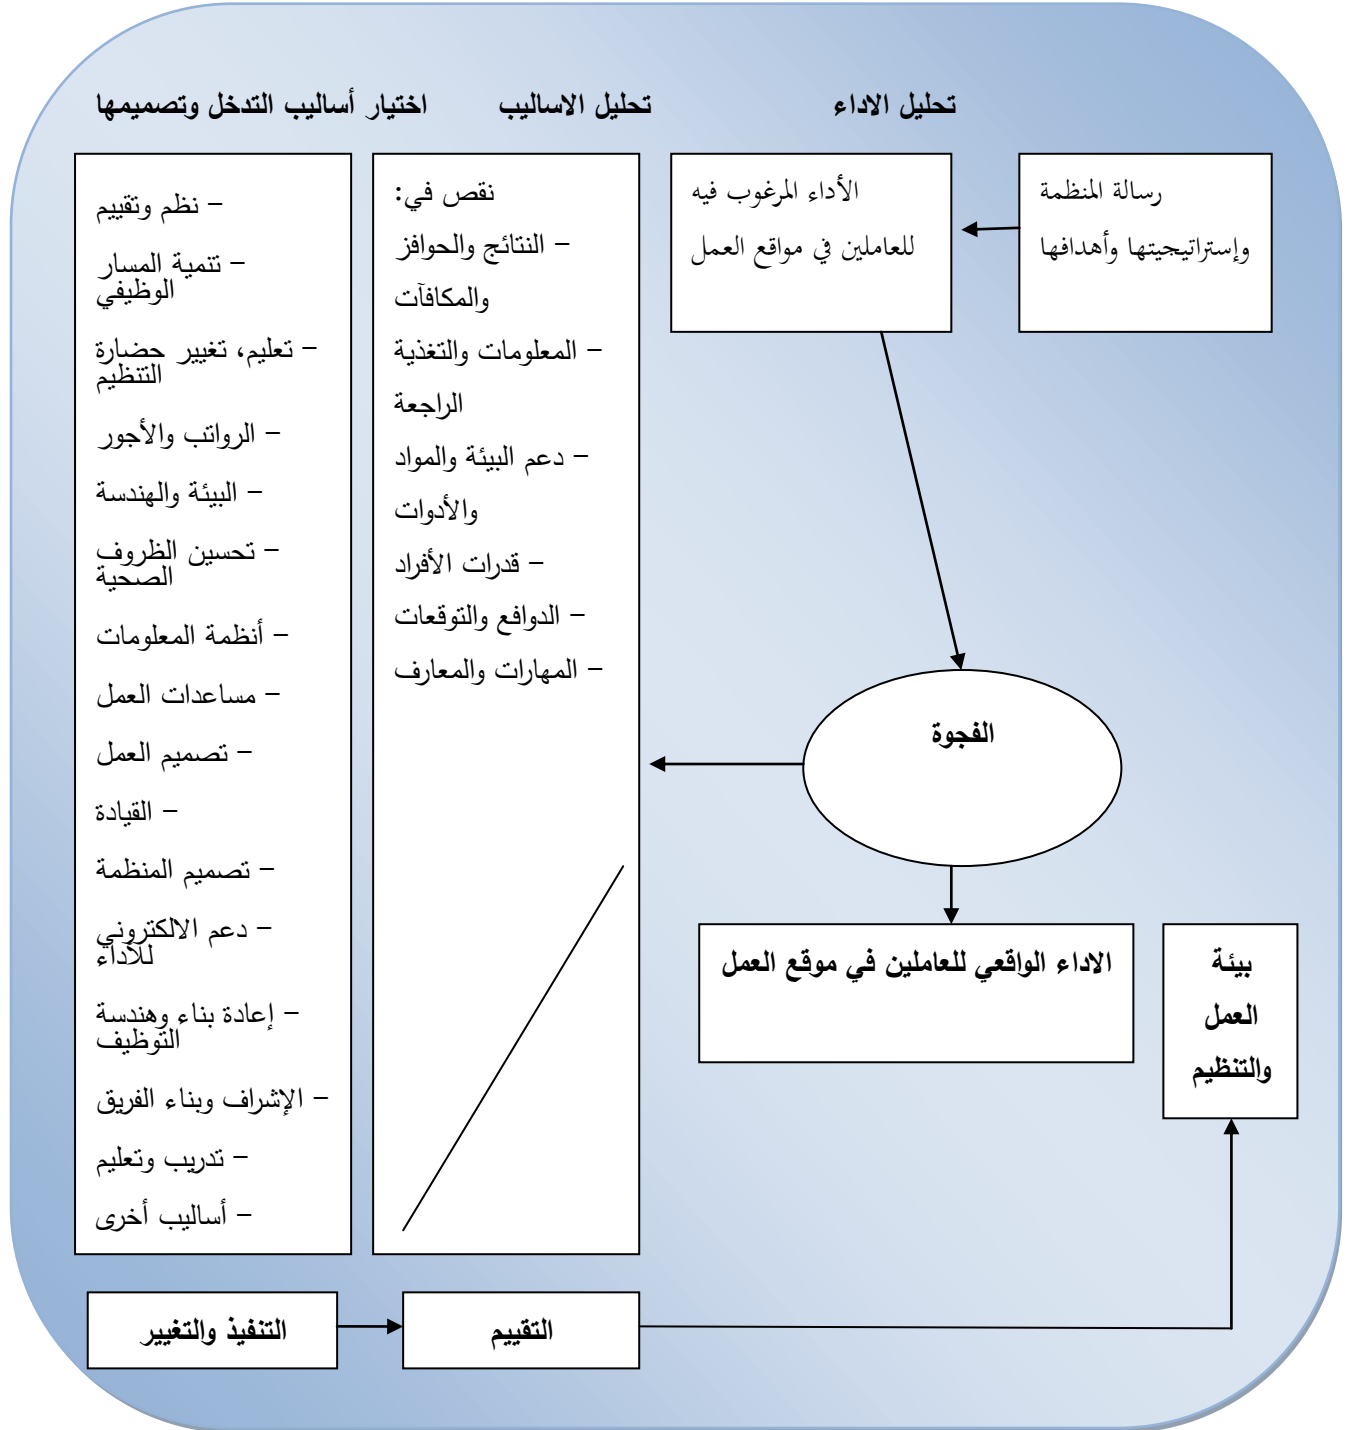 تحليل الاداء
تحليل الاساليب
اختيار أساليب التدخل وتصميمها
رسالة المنظمة
وإستراتيجيتها وأهدافها
الأداء المرغوب فيه
للعاملين في مواقع العمل
نقص في:
– النتائج والحوافز
والمكافآت
– المعلومات والتغذية
الراجعة
– دعم البيئة والمواد
والأدوات
– قدرات الأفراد
– الدوافع والتوقعات
– المهارات والمعارف
– نظم وتقييم
– تتمية المسار
الوظيفي
– تعليم، تغيير حضارة
التنظيم
– الرواتب والأجور
– البيئة والهندسة
– تحسين الظروف
الصحية
– أنظمة المعلومات
– مساعدات العمل
– تصميم العمل
– القيادة
– تصميم المنظمة
– دعم الالكتروني
للأداء
– إعادة بناء وهندسة
التوظيف
– الإشراف وبناء الفريق
– تدريب وتعليم
– أساليب أخرى
الفجوة
الاداء الواقعي للعاملين في موقع العمل
بيئة
العمل
والتنظيم
التنفيذ والتغيير
التقييم